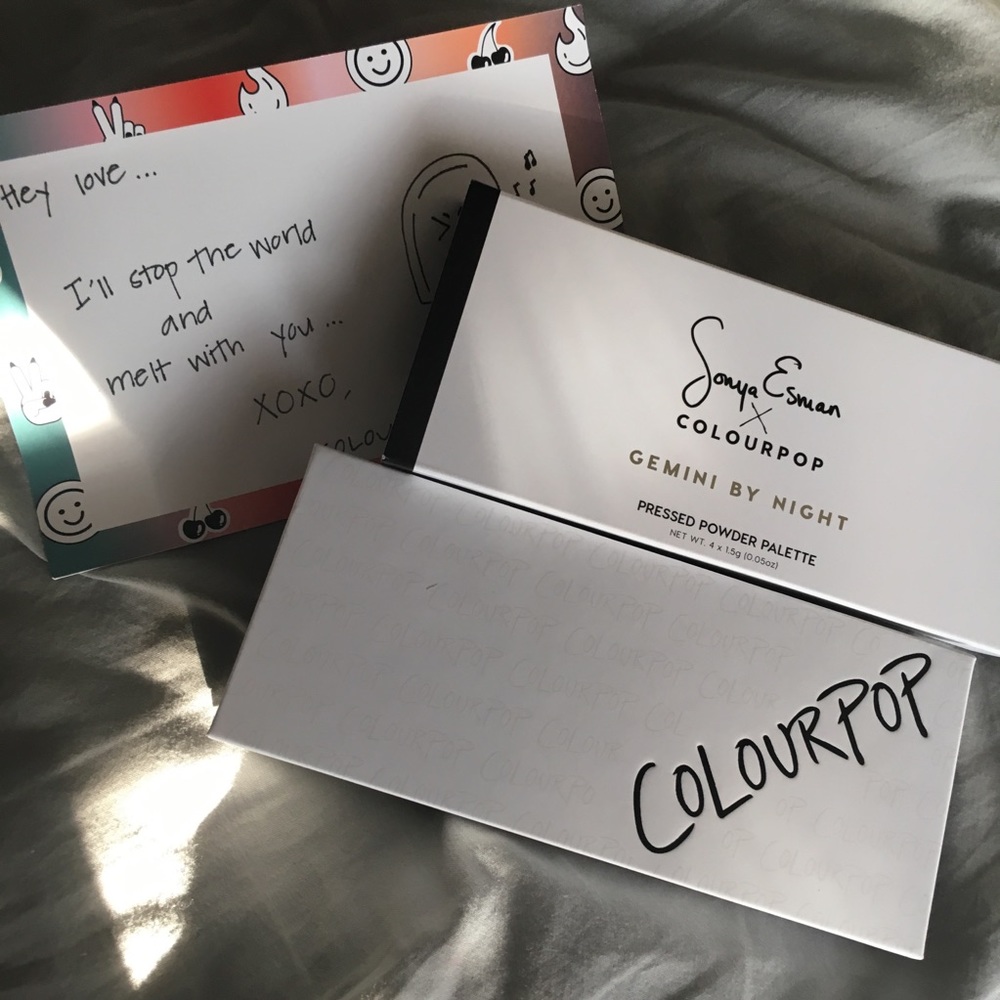 Hey love...
I'll stop the world
and
melt with you...
XOXO,
Sonya Esman
X
COLOURPOP
GEMINI BY NIGHT
PRESSED POWDER PALETTE
NET WT. 4 x 1.5g (0.05oz)
COLOURPOP